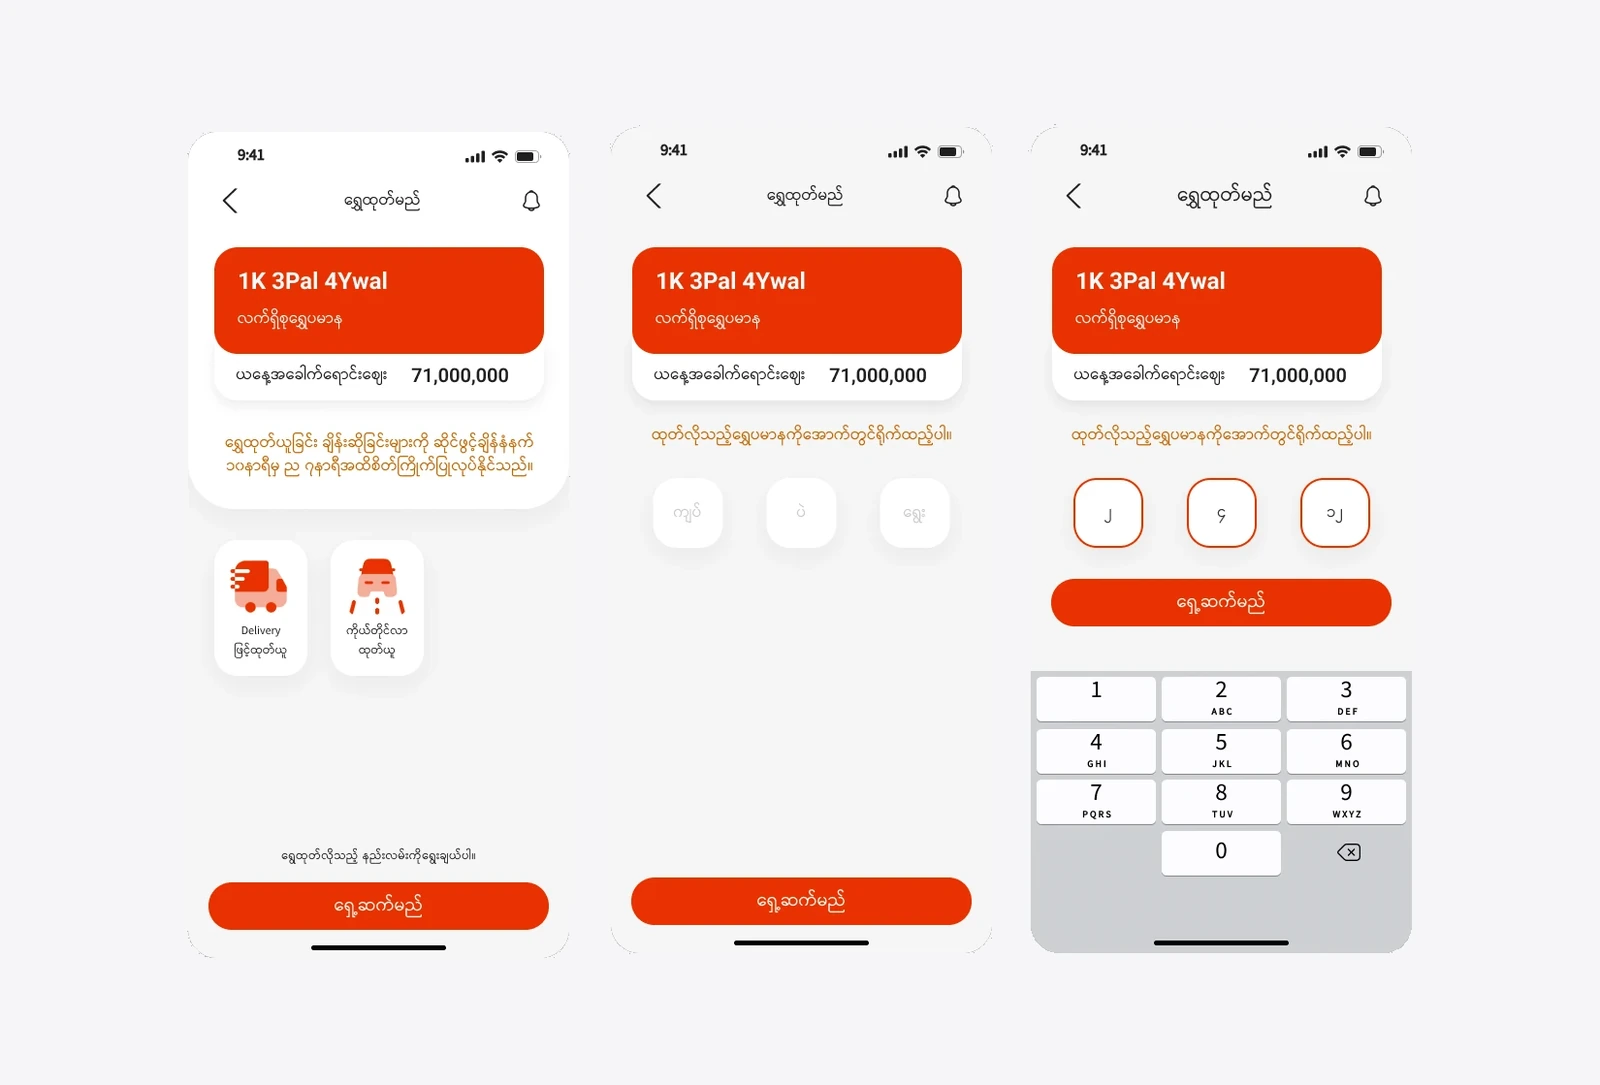 9:41
ရွှေထုတ်မည်
1K 3Pal 4Ywal
လက်ရှိစုရွှေပမာန
ယနေ့အခေါက်ရောင်းဈေး 71,000,000
ရွှေထုတ်ယူခြင်း ချိန်းဆိုခြင်းများကို ဆိုင်ဖွင့်ချိန်နံနက်
၁၀နာရီမှ ည ၇နာရီအထိစိတ်ကြိုက်ပြုလုပ်နိုင်သည်။
Delivery
ဖြင့်ထုတ်ယူ
ကိုယ်တိုင်လာ
ထုတ်ယူ
ရွှေထုတ်လိုသည့် နည်းလမ်းကိုရွေးချယ်ပါ။
ရှေ့ဆက်မည်
9:41
ရွှေထုတ်မည်
1K 3Pal 4Ywal
လက်ရှိစုရွှေပမာန
ယနေ့အခေါက်ရောင်းဈေး 71,000,000
ထုတ်လိုသည့်ရွှေပမာနကိုအောက်တွင်ရိုက်ထည့်ပါ။
ကျပ် ပဲ ရွေး
ရှေ့ဆက်မည်
9:41
ရွှေထုတ်မည်
1K 3Pal 4Ywal
လက်ရှိစုရွှေပမာန
ယနေ့အခေါက်ရောင်းဈေး 71,000,000
ထုတ်လိုသည့်ရွှေပမာနကိုအောက်တွင်ရိုက်ထည့်ပါ။
၂ ၄ ၁၂
ရှေ့ဆက်မည်
1 2 3
ABC DEF
4 5 6
GHI JKL MNO
7 8 9
PQRS TUV WXYZ
0